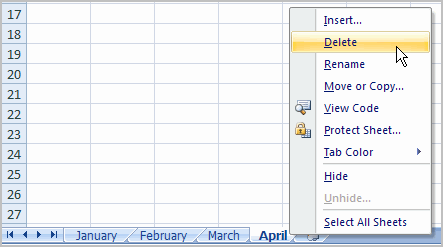 17
Insert...
18
Delete
19
Rename
20
Move or Copy...
21
View Code
22
Protect Sheet...
23
Tab Color
24
25
Hide
26
Unhide...
27
Select All Sheets
January February March April